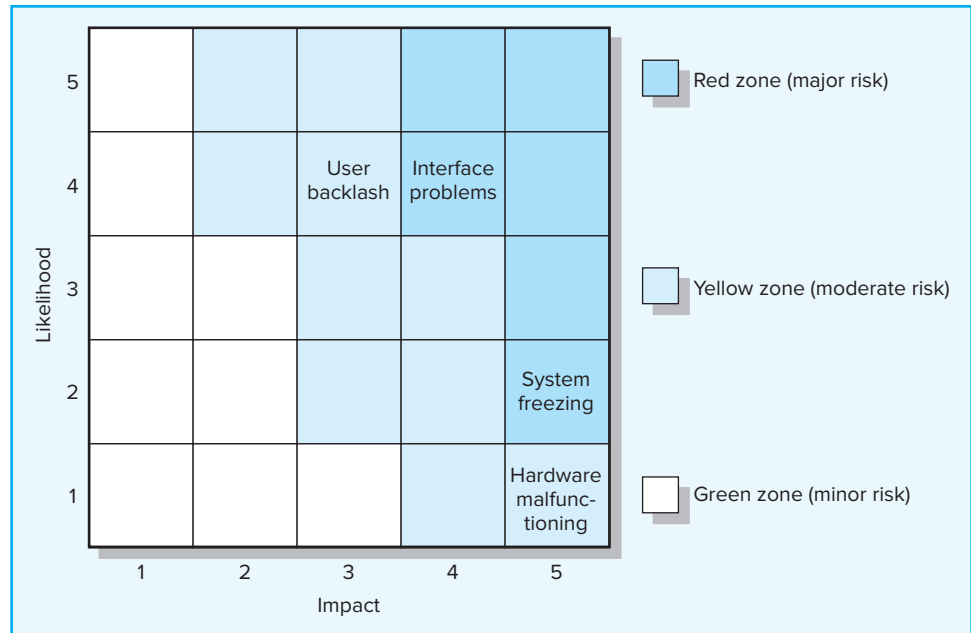 5
Red zone (major risk)
4
User
backlash
Interface
problems
Likelihood
3
Yellow zone (moderate risk)
2
System
freezing
1
Hardware
malfunc-
tioning
Green zone (minor risk)
1 2 3 4 5
Impact